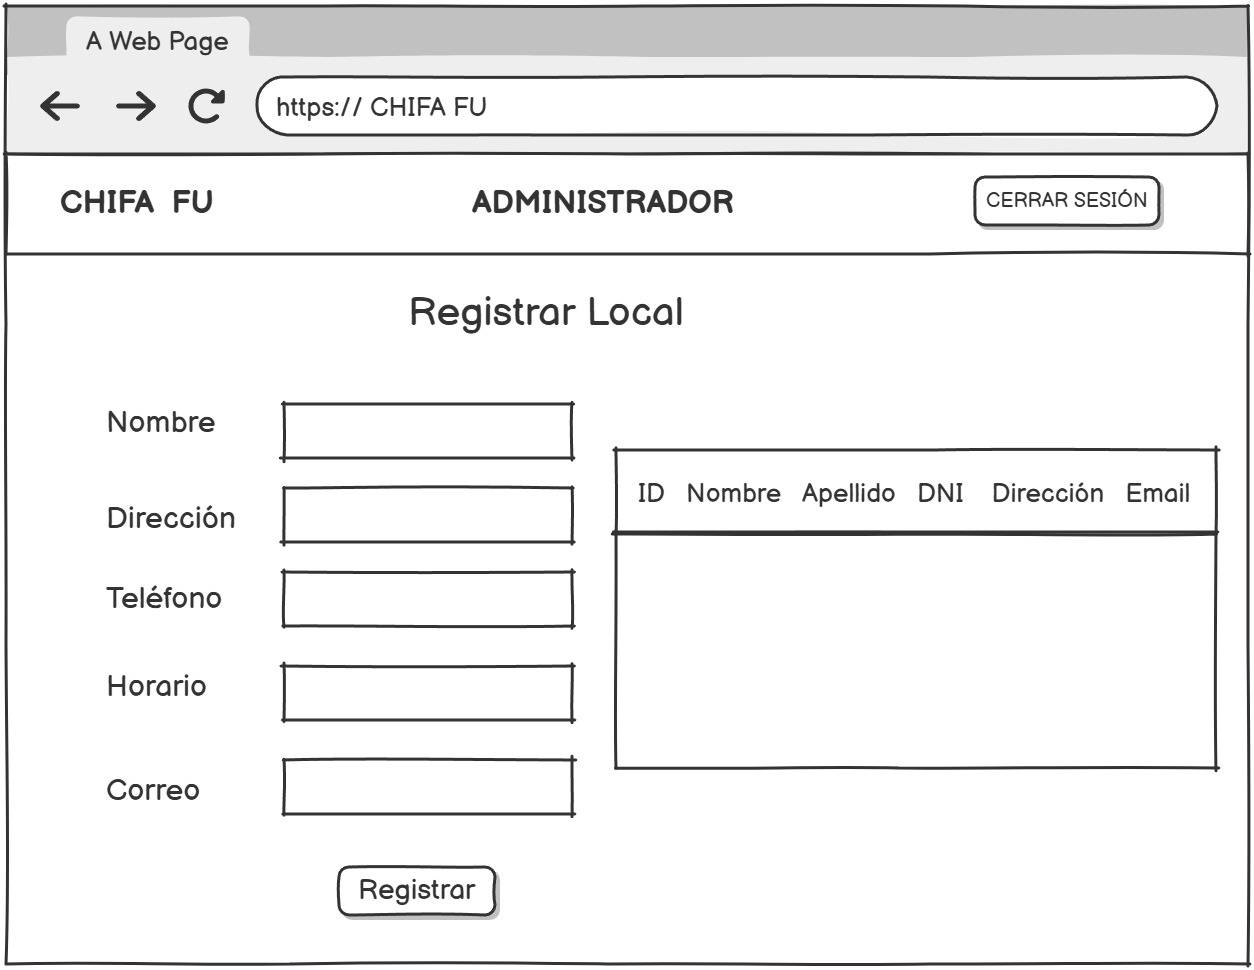 A Web Page
https:// CHIFA FU
CHIFA FU
ADMINISTRADOR
CERRAR SESIÓN
Registrar Local
Nombre
Dirección
Teléfono
Horario
Correo
Registrar
ID Nombre Apellido DNI Dirección Email